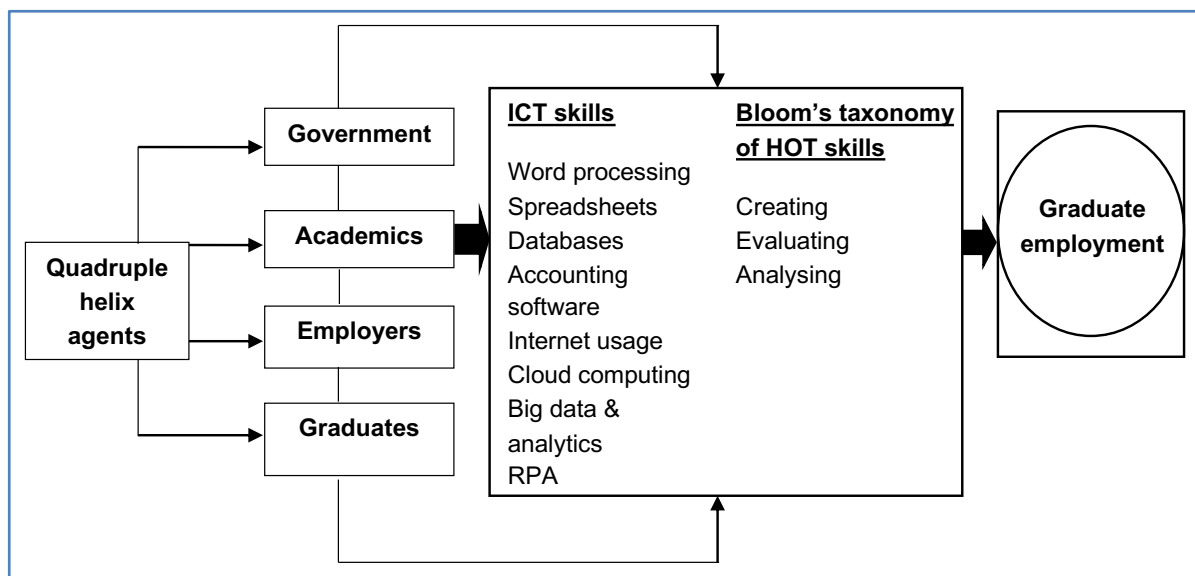 Quadruple
helix
agents
Government
Academics
Employers
Graduates
ICT skills
Word processing
Spreadsheets
Databases
Accounting
software
Internet usage
Cloud computing
Big data &
analytics
RPA
Bloom’s taxonomy
of HOT skills
Creating
Evaluating
Analysing
Graduate
employment